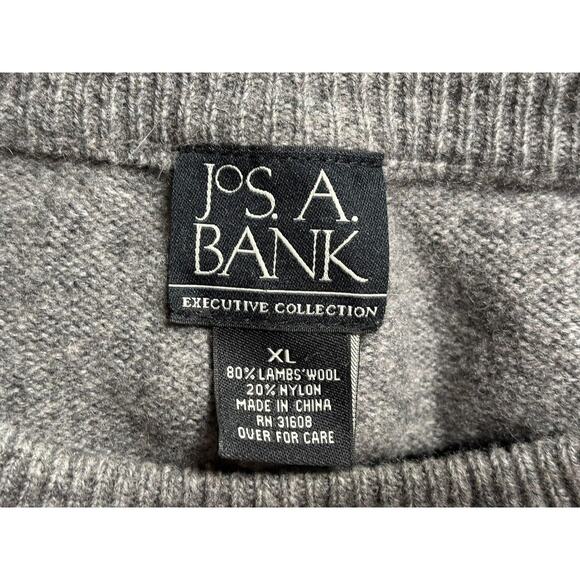 JOS. A.
BANK
EXECUTIVE COLLECTION
XL
80% LAMBS' WOOL
20% NYLON
MADE IN CHINA
RN 31608
OVER FOR CARE